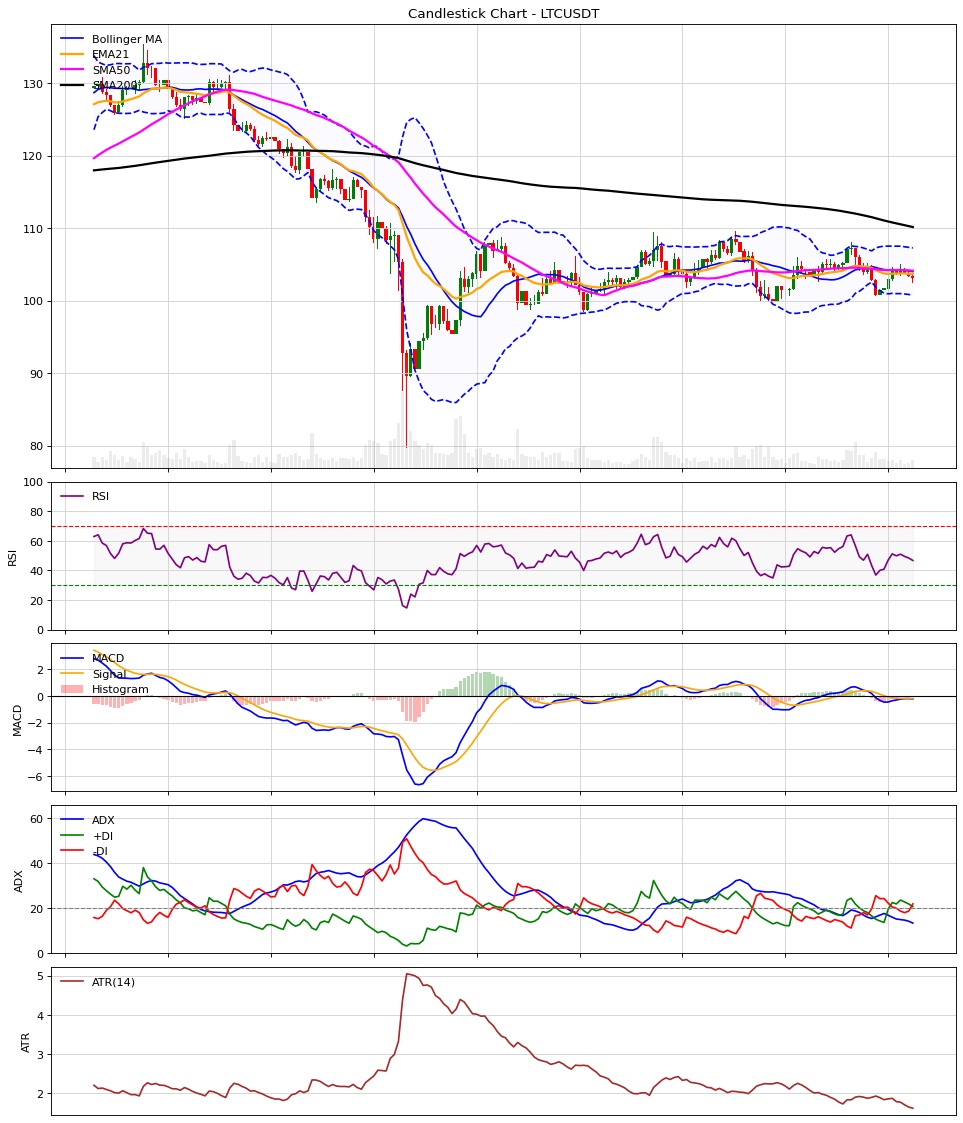 Candlestick Chart - LTCUSDT
Bollinger MA
EMA21
SMA50
SMA200
130
120
110
100
90
80
RSI
100
80
60
40
20
0
RSI
MACD
Signal
Histogram
2
0
−2
−4
−6
MACD
ADX
+DI
-DI
60
40
20
0
ADX
ATR(14)
5
4
3
2
ATR